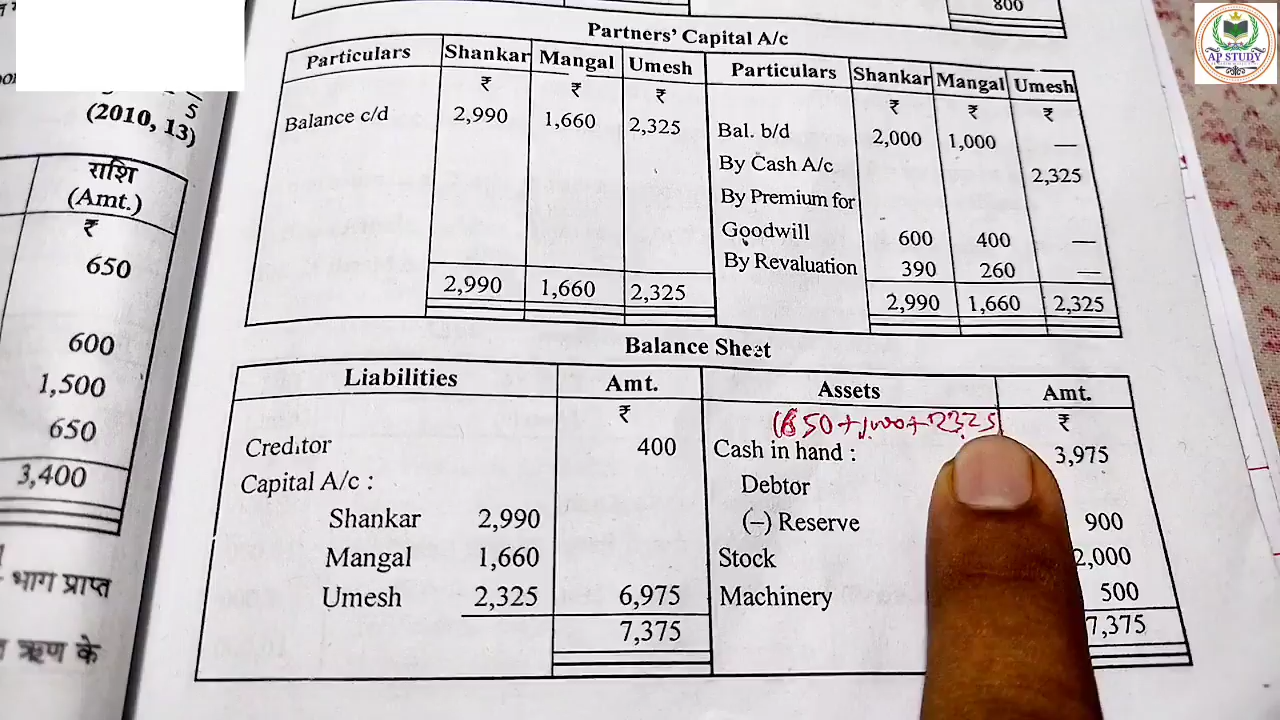 800
AP STUDY
(2010, 13)
राशि
(Amt.)
₹
650
600
1,500
650
3,400
भाग प्राप्त
ऋण के
Partners' Capital A/c
Particulars Shankar Mangal Umesh Particulars Shankar Mangal Umesh
₹ ₹ ₹ ₹ ₹ ₹
Balance c/d 2,990 1,660 2,325 Bal. b/d 2,000 1,000 —
By Cash A/c 2,325
By Premium for
Goodwill 600 400 —
By Revaluation 390 260 —
2,990 1,660 2,325 2,990 1,660 2,325
Balance Sheet
Liabilities Amt. Assets Amt.
₹ ₹
Creditor 400 Cash in hand : 3,975
Capital A/c : Debtor
Shankar 2,990 (–) Reserve 900
Mangal 1,660 Stock 2,000
Umesh 2,325 6,975 Machinery 500
7,375 7,375